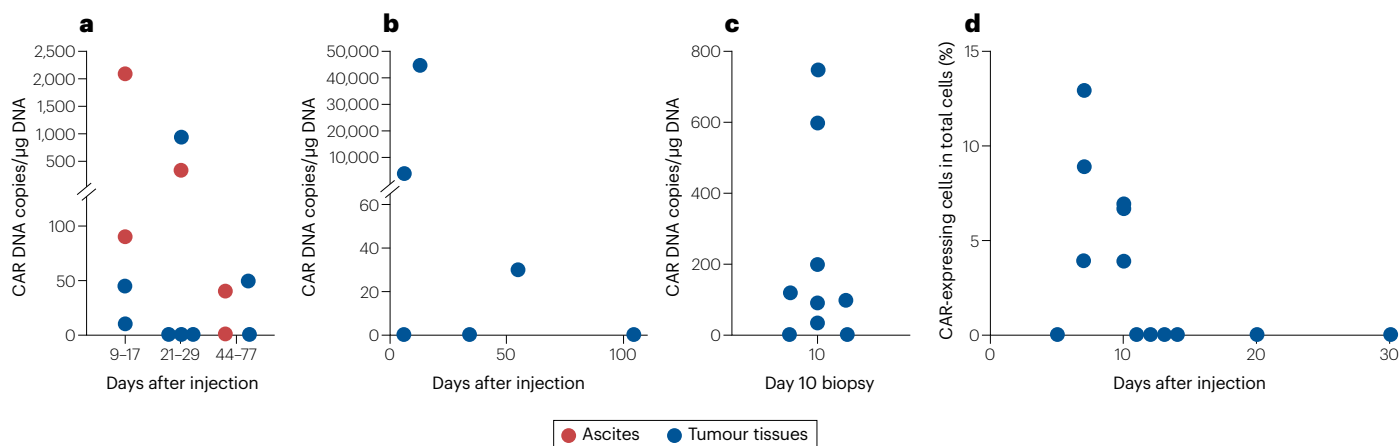 a
CAR DNA copies/µg DNA
2,500
2,000
1,500
1,000
500
100
50
0
9–17
21–29
44–77
Days after injection
b
CAR DNA copies/µg DNA
50,000
40,000
30,000
20,000
10,000
60
40
20
0
0
50
100
Days after injection
c
CAR DNA copies/µg DNA
800
600
400
200
0
10
Day 10 biopsy
d
CAR-expressing cells in total cells (%)
15
10
5
0
0
10
20
30
Days after injection
Ascites
Tumour tissues